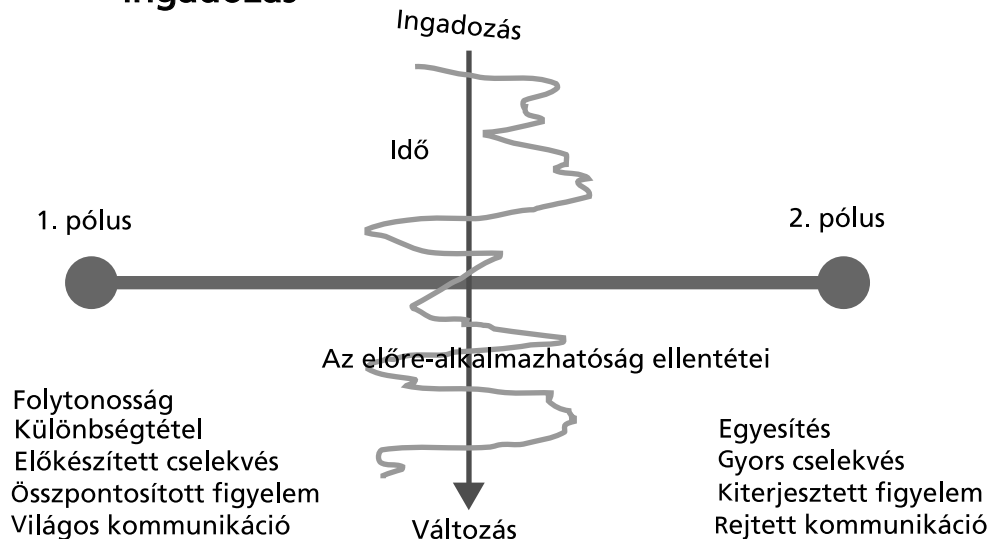 Ingadozás
Ingadozás
Idő
1. pólus
2. pólus
Az előre-alkalmazhatóság ellentétei
Folytonosság
Különbségtétel
Előkészített cselekvés
Összpontosított figyelem
Világos kommunikáció
Egyesítés
Gyors cselekvés
Kiterjesztett figyelem
Rejtett kommunikáció
Változás